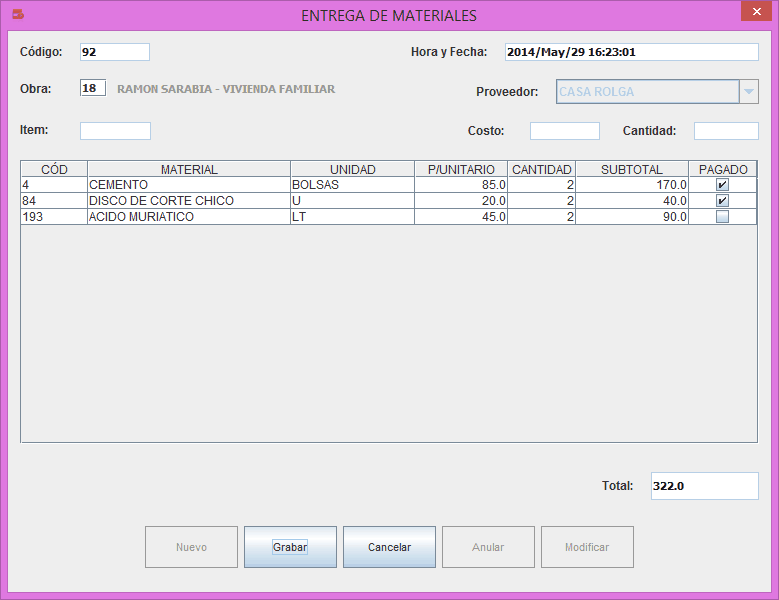 ENTREGA DE MATERIALES
Código: 92 Hora y Fecha: 2014/May/29 16:23:01
Obra: 18 RAMON SARABIA - VIVIENDA FAMILIAR Proveedor: CASA ROLGA
Item: Costo: Cantidad:
CÓD MATERIAL UNIDAD P/UNITARIO CANTIDAD SUBTOTAL PAGADO
4 CEMENTO BOLSAS 85.0 2 170.0
84 DISCO DE CORTE CHICO U 20.0 2 40.0
193 ACIDO MURIATICO LT 45.0 2 90.0
Total: 322.0
Nuevo Grabar Cancelar Anular Modificar